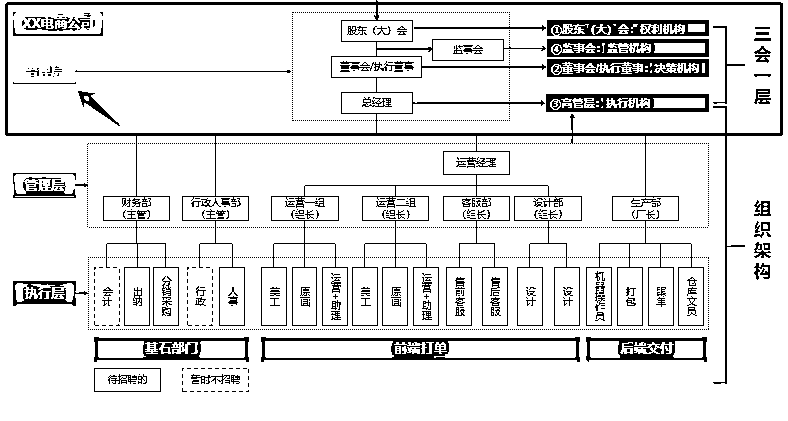 XX电商公司
股东（大）会
监事会
董事会/执行董事
总经理
①股东（大）会：权利机构
④监事会：监管机构
②董事会/执行董事：决策机构
③高管层：执行机构
三会一层
运营经理
管理层
财务部
（主管）
行政人事部
（主管）
运营一组
（组长）
运营二组
（组长）
客服部
（组长）
设计部
（组长）
生产部
（厂长）
组织架构
执行层
会计
出纳
分销采购
行政
人事
美工
原画
运营+助理
美工
原画
运营+助理
售前客服
售后客服
设计
设计
机器操作员
打包
跟单
仓库文员
基石部门
前端打单
后端交付
待招聘的
暂时不招聘